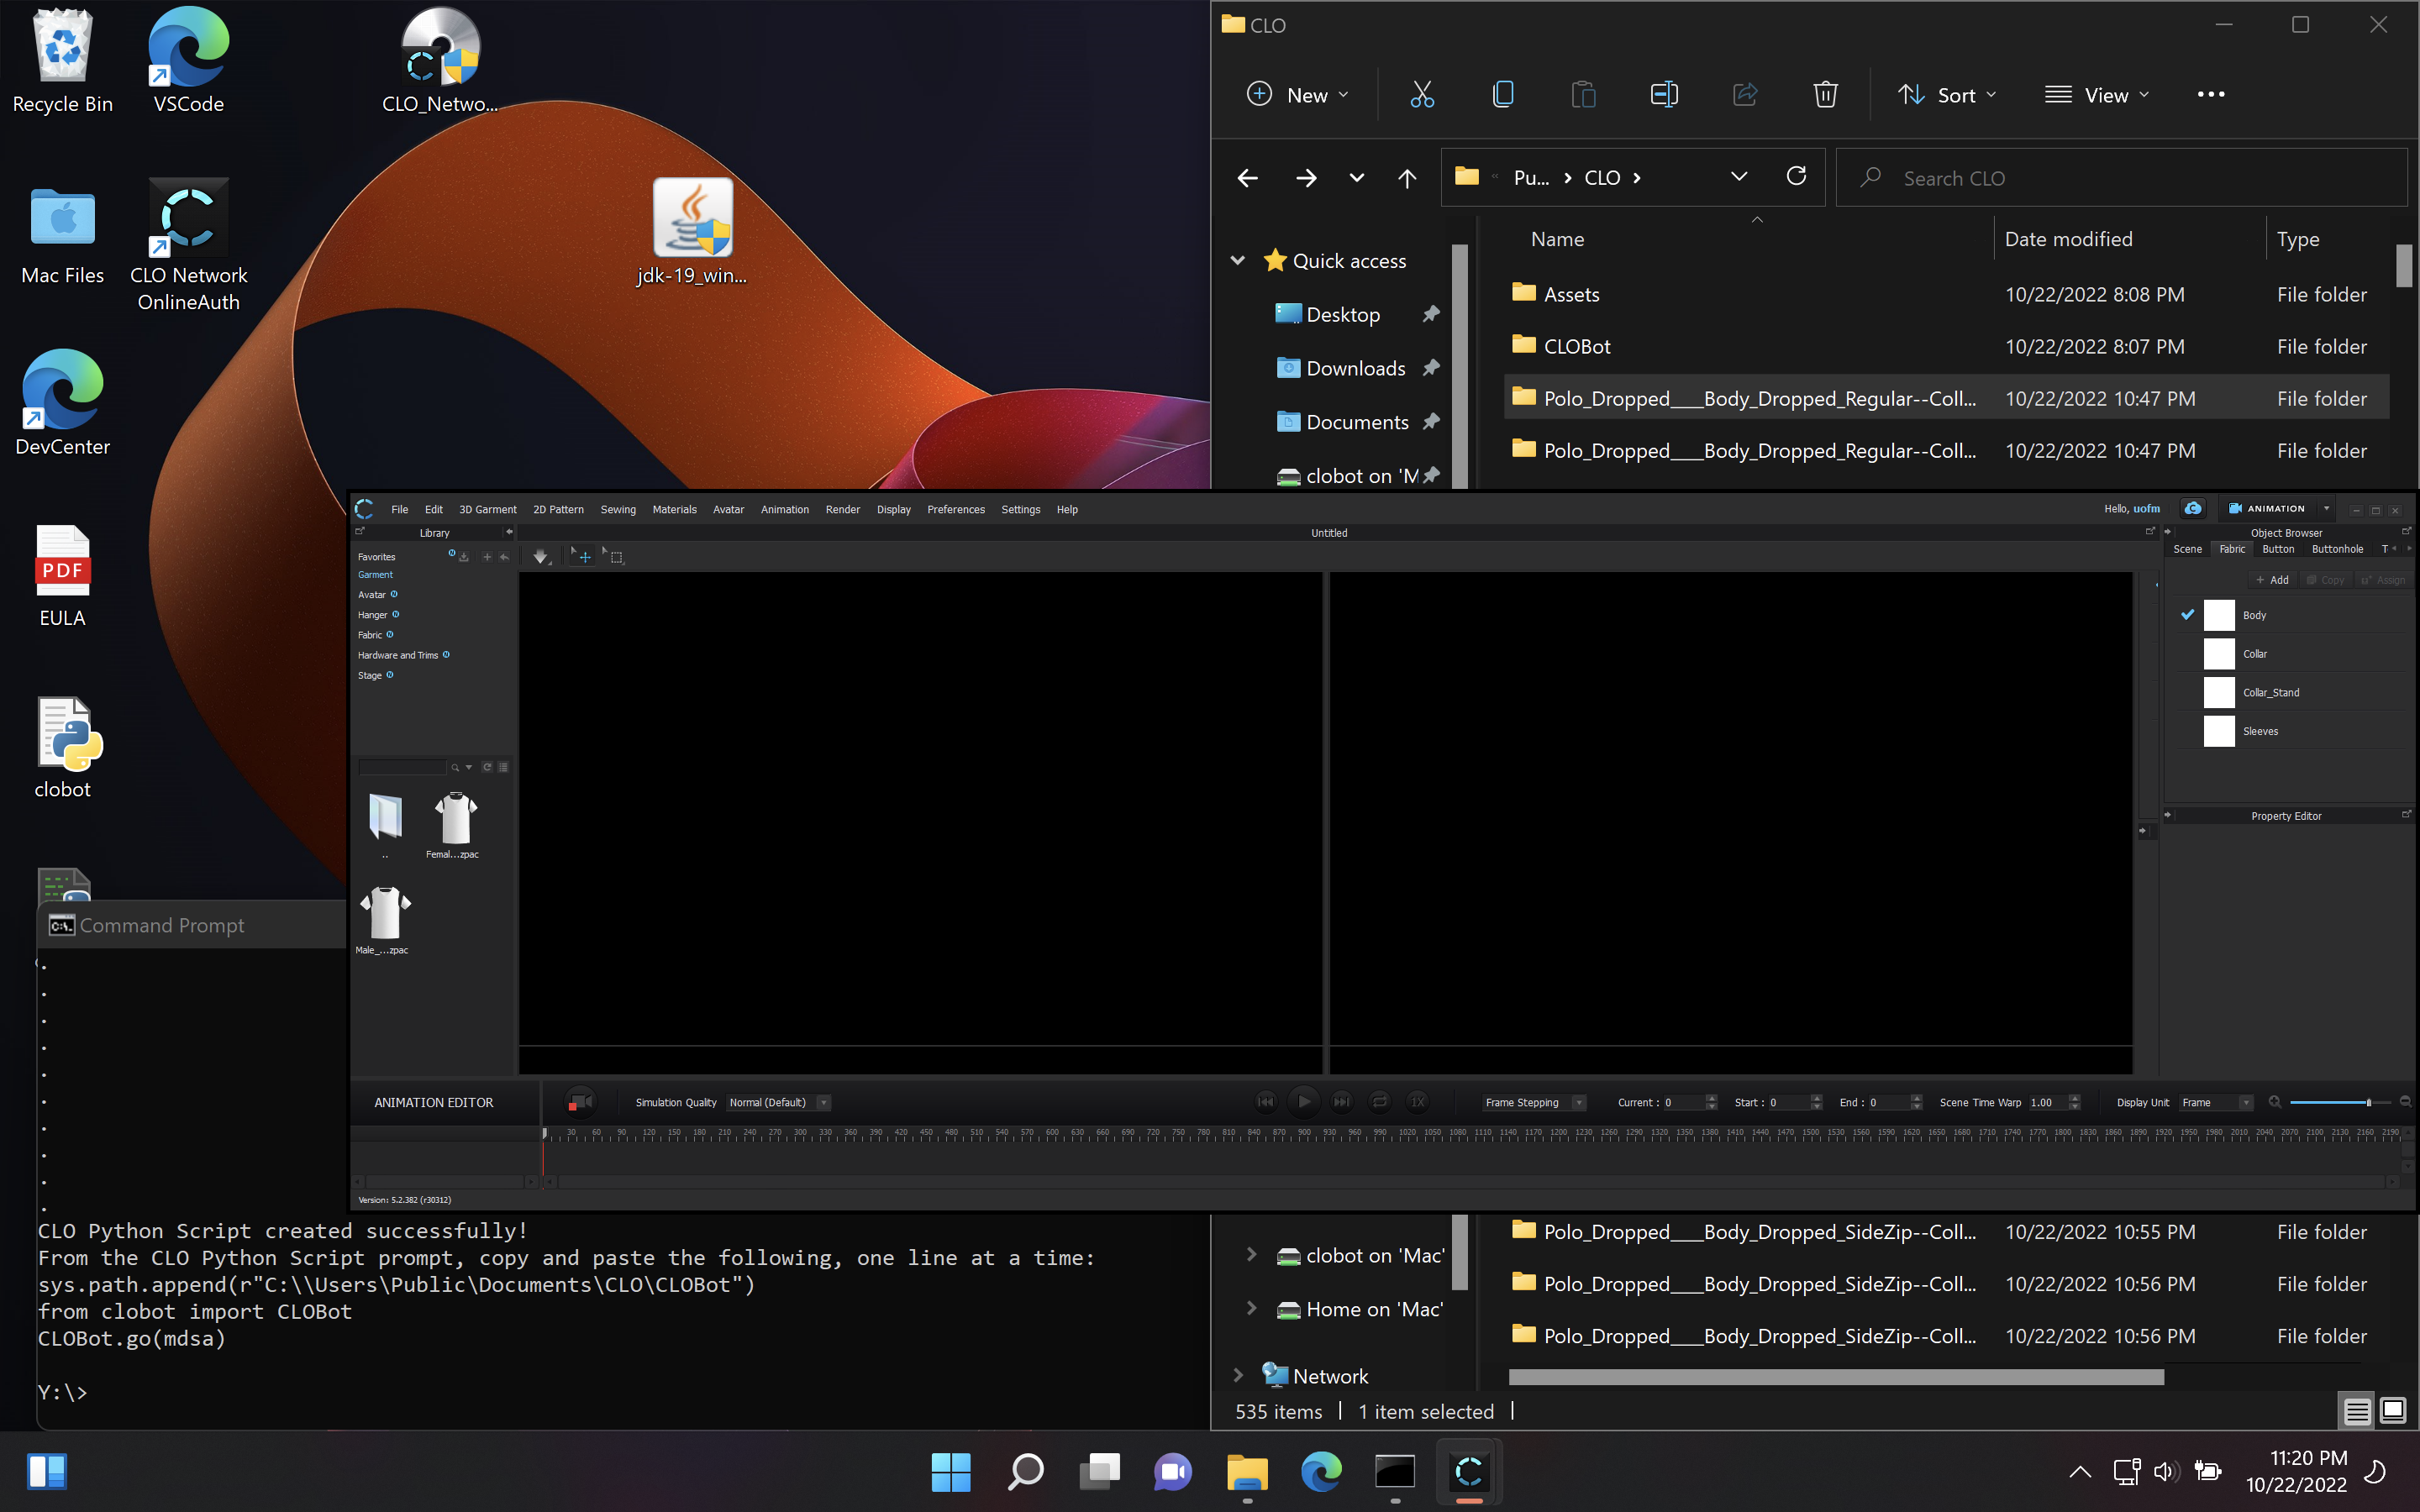 Recycle Bin
VSCode
CLO_Netwo...
Mac Files
CLO Network
OnlineAuth
jdk-19_win...
DevCenter
PDF
EULA
clobot
CLO
New
Sort
View
Pu...
CLO
Search CLO
Name
Date modified
Type
Quick access
Desktop
Downloads
Documents
clobot on 'M
Assets 10/22/2022 8:08 PM File folder
CLOBot 10/22/2022 8:07 PM File folder
Polo_Dropped___Body_Dropped_Regular--Coll... 10/22/2022 10:47 PM File folder
Polo_Dropped___Body_Dropped_Regular--Coll... 10/22/2022 10:47 PM File folder
File Edit 3D Garment 2D Pattern Sewing Materials Avatar Animation Render Display Preferences Settings Help
Hello, uofm
ANIMATION
Library
Untitled
Object Browser
Favorites
Garment
Avatar
Hanger
Fabric
Hardware and Trims
Stage
Scene Fabric Button Buttonhole T
+ Add Copy Assign
Body
Collar
Collar_Stand
Sleeves
Property Editor
..
Femal...zpac
Male_...zpac
ANIMATION EDITOR
Simulation Quality Normal (Default)
1X
Frame Stepping
Current : 0
Start : 0
End : 0
Scene Time Warp 1.00
Display Unit Frame
30 60 90 120 150 180 210 240 270 300 330 360 390 420 450 480 510 540 570 600 630 660 690 720 750 780 810 840 870 900 930 960 990 1020 1050 1080 1110 1140 1170 1200 1230 1260 1290 1320 1350 1380 1410 1440 1470 1500 1530 1560 1590 1620 1650 1680 1710 1740 1770 1800 1830 1860 1890 1920 1950 1980 2010 2040 2070 2100 2130 2160 2190
Version: 5.2.382 (r30312)
Command Prompt
.
.
.
.
.
.
.
.
.
.
CLO Python Script created successfully!
From the CLO Python Script prompt, copy and paste the following, one line at a time:
sys.path.append(r"C:\\Users\Public\Documents\CLO\CLOBot")
from clobot import CLOBot
CLOBot.go(mdsa)
Y:\>
clobot on 'Mac'
Home on 'Mac'
Network
Polo_Dropped___Body_Dropped_SideZip--Coll... 10/22/2022 10:55 PM File folder
Polo_Dropped___Body_Dropped_SideZip--Coll... 10/22/2022 10:56 PM File folder
Polo_Dropped___Body_Dropped_SideZip--Coll... 10/22/2022 10:56 PM File folder
535 items
1 item selected
11:20 PM
10/22/2022